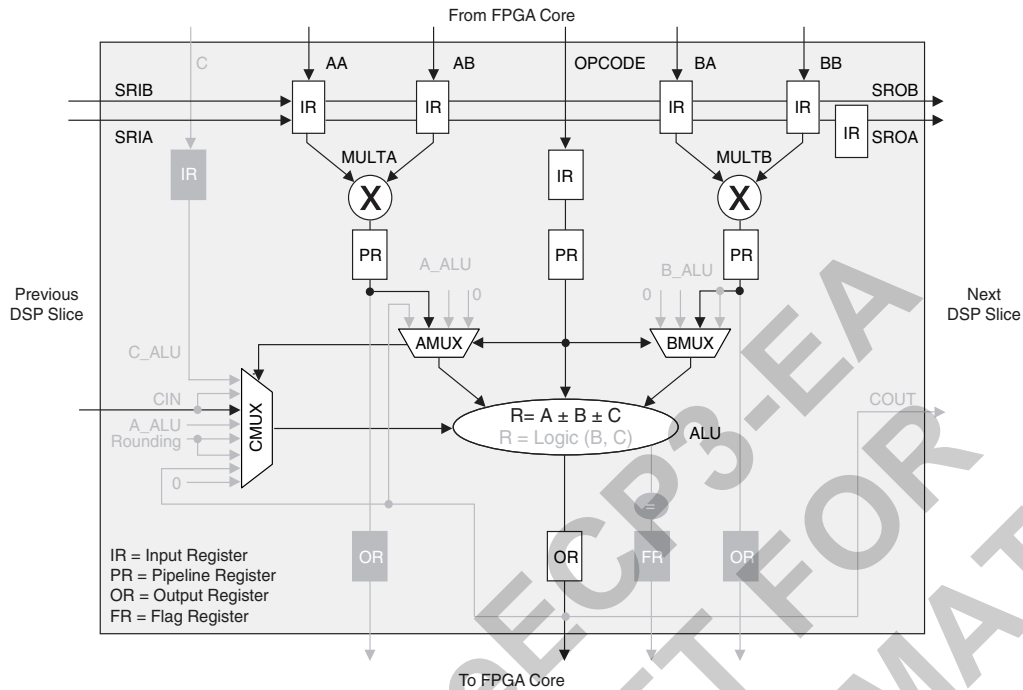 From FPGA Core
C
AA
AB
OPCODE
BA
BB
SRIB
SROB
IR
IR
IR
IR
SRIA
IR
SROA
MULTA
MULTB
IR
IR
X
X
PR
PR
PR
A_ALU
B_ALU
0
0
Previous
DSP Slice
Next
DSP Slice
AMUX
BMUX
C_ALU
CIN
A_ALU
Rounding
0
CMUX
R= A ± B ± C
R = Logic (B, C)
ALU
COUT
=
OR
OR
FR
OR
IR = Input Register
PR = Pipeline Register
OR = Output Register
FR = Flag Register
To FPGA Core